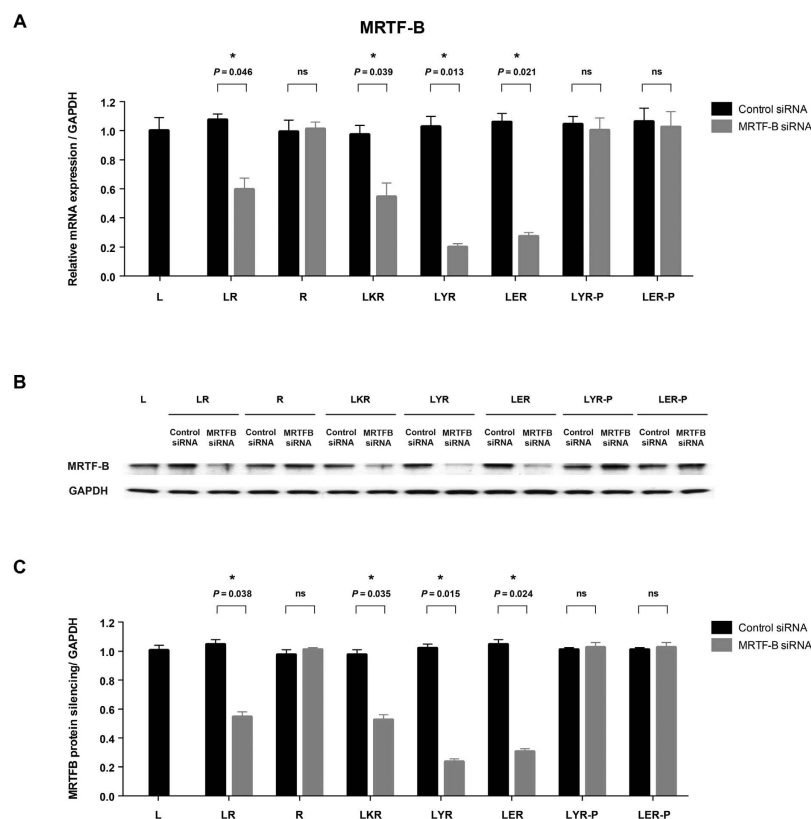 A
MRTF-B
* * * *
P = 0.046 ns P = 0.039 P = 0.013 P = 0.021 ns ns
Relative mRNA expression / GAPDH
1.2
1.0
0.8
0.6
0.4
0.2
0.0
L LR R LKR LYR LER LYR-P LER-P
Control siRNA
MRTF-B siRNA
B
L LR R LKR LYR LER LYR-P LER-P
Control MRTFB Control MRTFB Control MRTFB Control MRTFB Control MRTFB Control MRTFB Control MRTFB
siRNA siRNA siRNA siRNA siRNA siRNA siRNA siRNA siRNA siRNA siRNA siRNA siRNA siRNA
MRTF-B
GAPDH
C
* * * *
P = 0.038 ns P = 0.035 P = 0.015 P = 0.024 ns ns
MRTFB protein silencing/ GAPDH
1.2
1.0
0.8
0.6
0.4
0.2
0.0
L LR R LKR LYR LER LYR-P LER-P
Control siRNA
MRTF-B siRNA